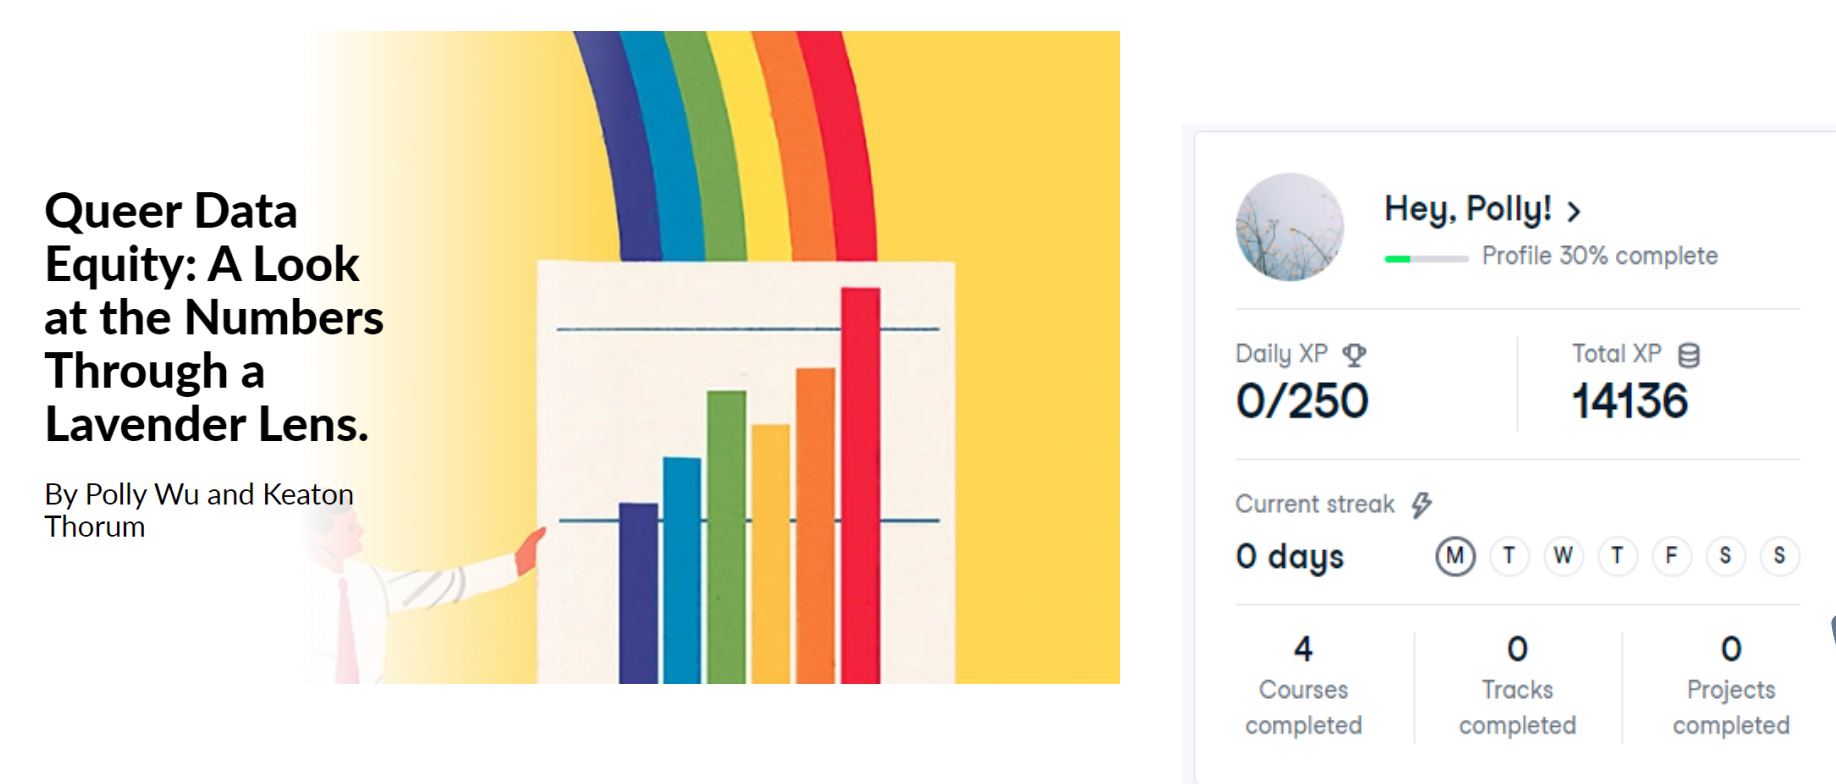 Queer Data
Equity: A Look
at the Numbers
Through a
Lavender Lens.
By Polly Wu and Keaton
Thorum
Hey, Polly!
Profile 30% complete
Daily XP
0/250
Total XP
14136
Current streak
0 days
M T W T F S S
4
Courses
completed
0
Tracks
completed
0
Projects
completed